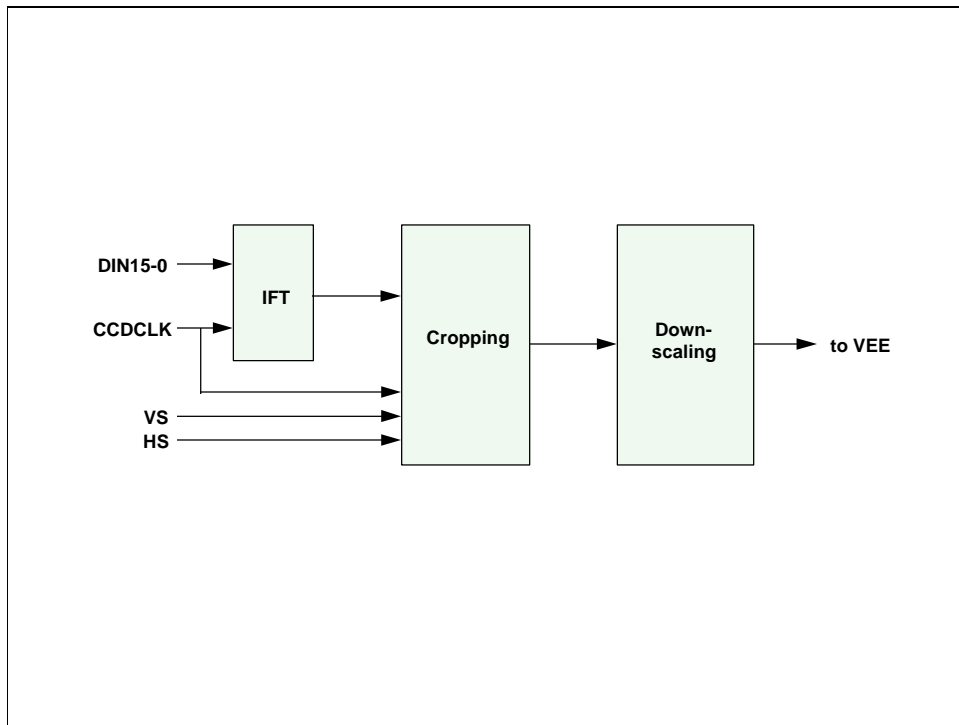 DIN15-0
IFT
CCDCLK
Cropping
Down-
scaling
to VEE
VS
HS